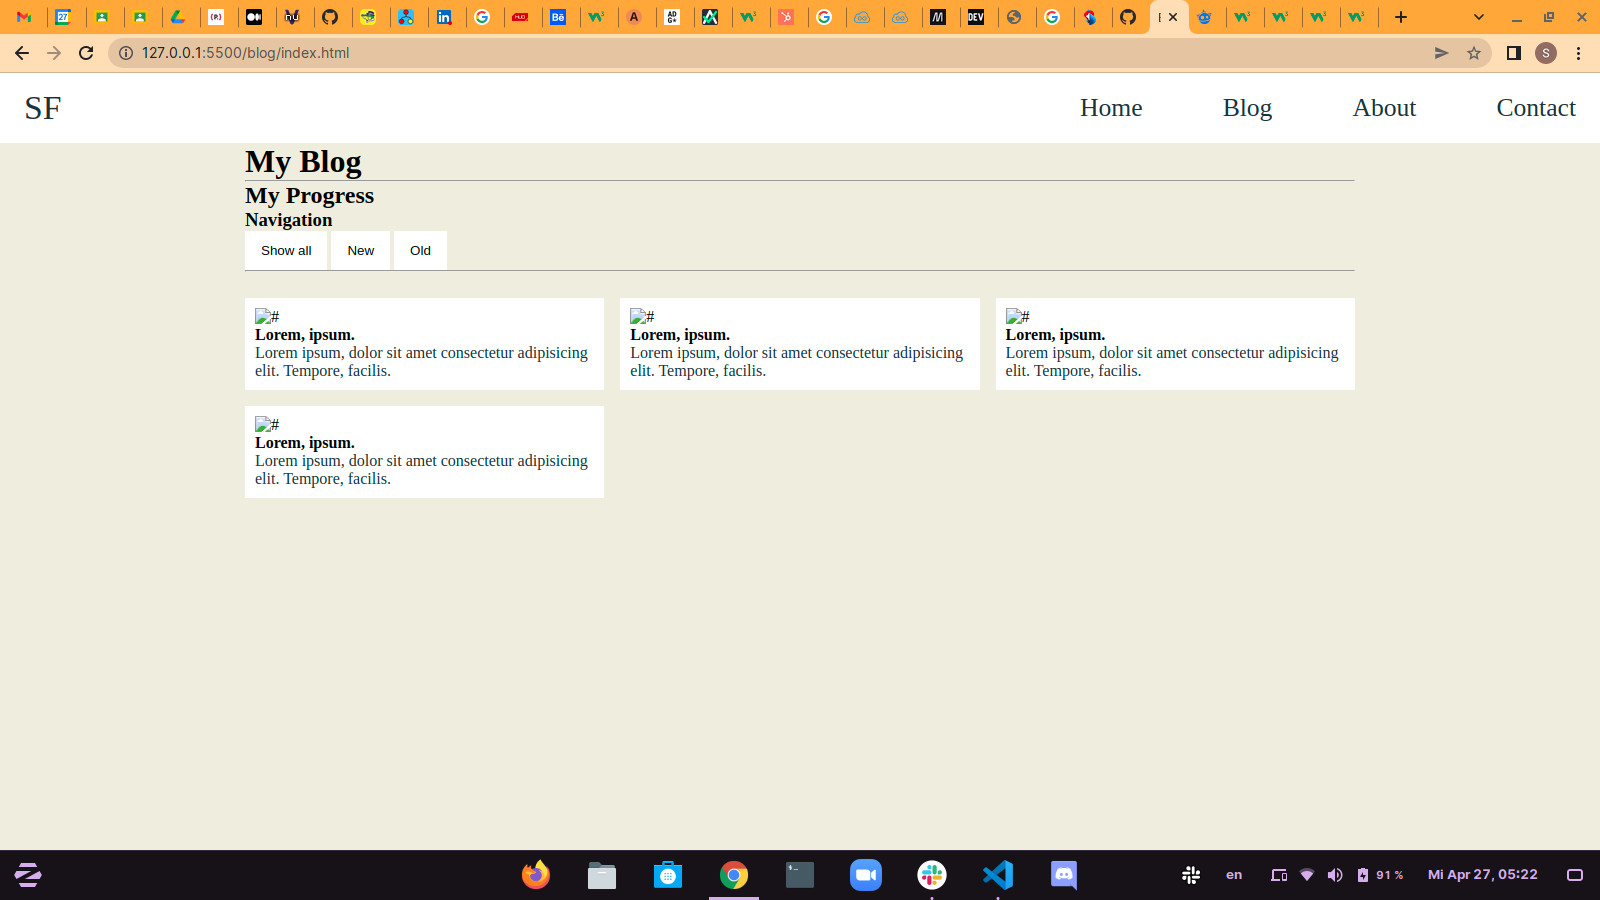 127.0.0.1:5500/blog/index.html
S
SF
Home
Blog
About
Contact
My Blog
My Progress
Navigation
Show all
New
Old
#
Lorem, ipsum.
Lorem ipsum, dolor sit amet consectetur adipisicing
elit. Tempore, facilis.
#
Lorem, ipsum.
Lorem ipsum, dolor sit amet consectetur adipisicing
elit. Tempore, facilis.
#
Lorem, ipsum.
Lorem ipsum, dolor sit amet consectetur adipisicing
elit. Tempore, facilis.
#
Lorem, ipsum.
Lorem ipsum, dolor sit amet consectetur adipisicing
elit. Tempore, facilis.
en
91 %
Mi Apr 27, 05:22